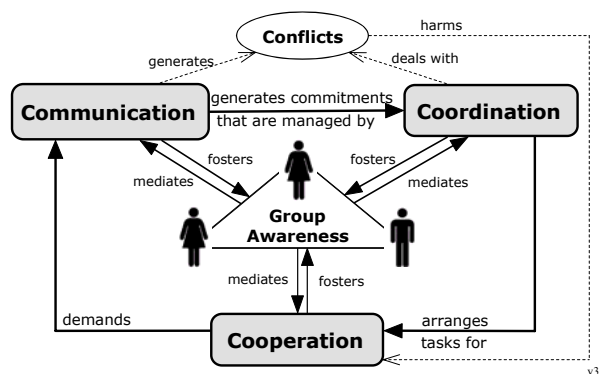 Conflicts
harms
generates
deals with
Communication
generates commitments
that are managed by
Coordination
fosters
mediates
fosters
mediates
Group
Awareness
mediates
fosters
demands
Cooperation
arranges
tasks for
v3